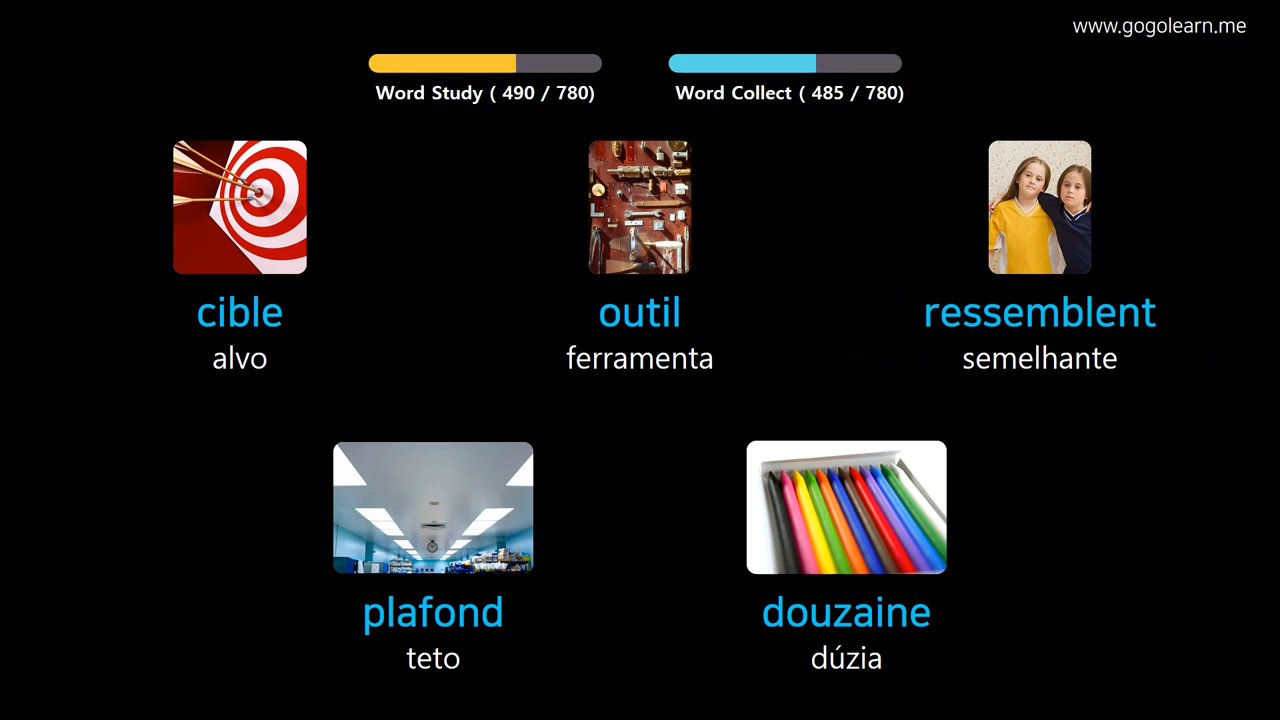 www.gogolearn.me
Word Study ( 490 / 780)
Word Collect ( 485 / 780)
cible
alvo
outil
ferramenta
ressemblent
semelhante
plafond
teto
douzaine
dúzia